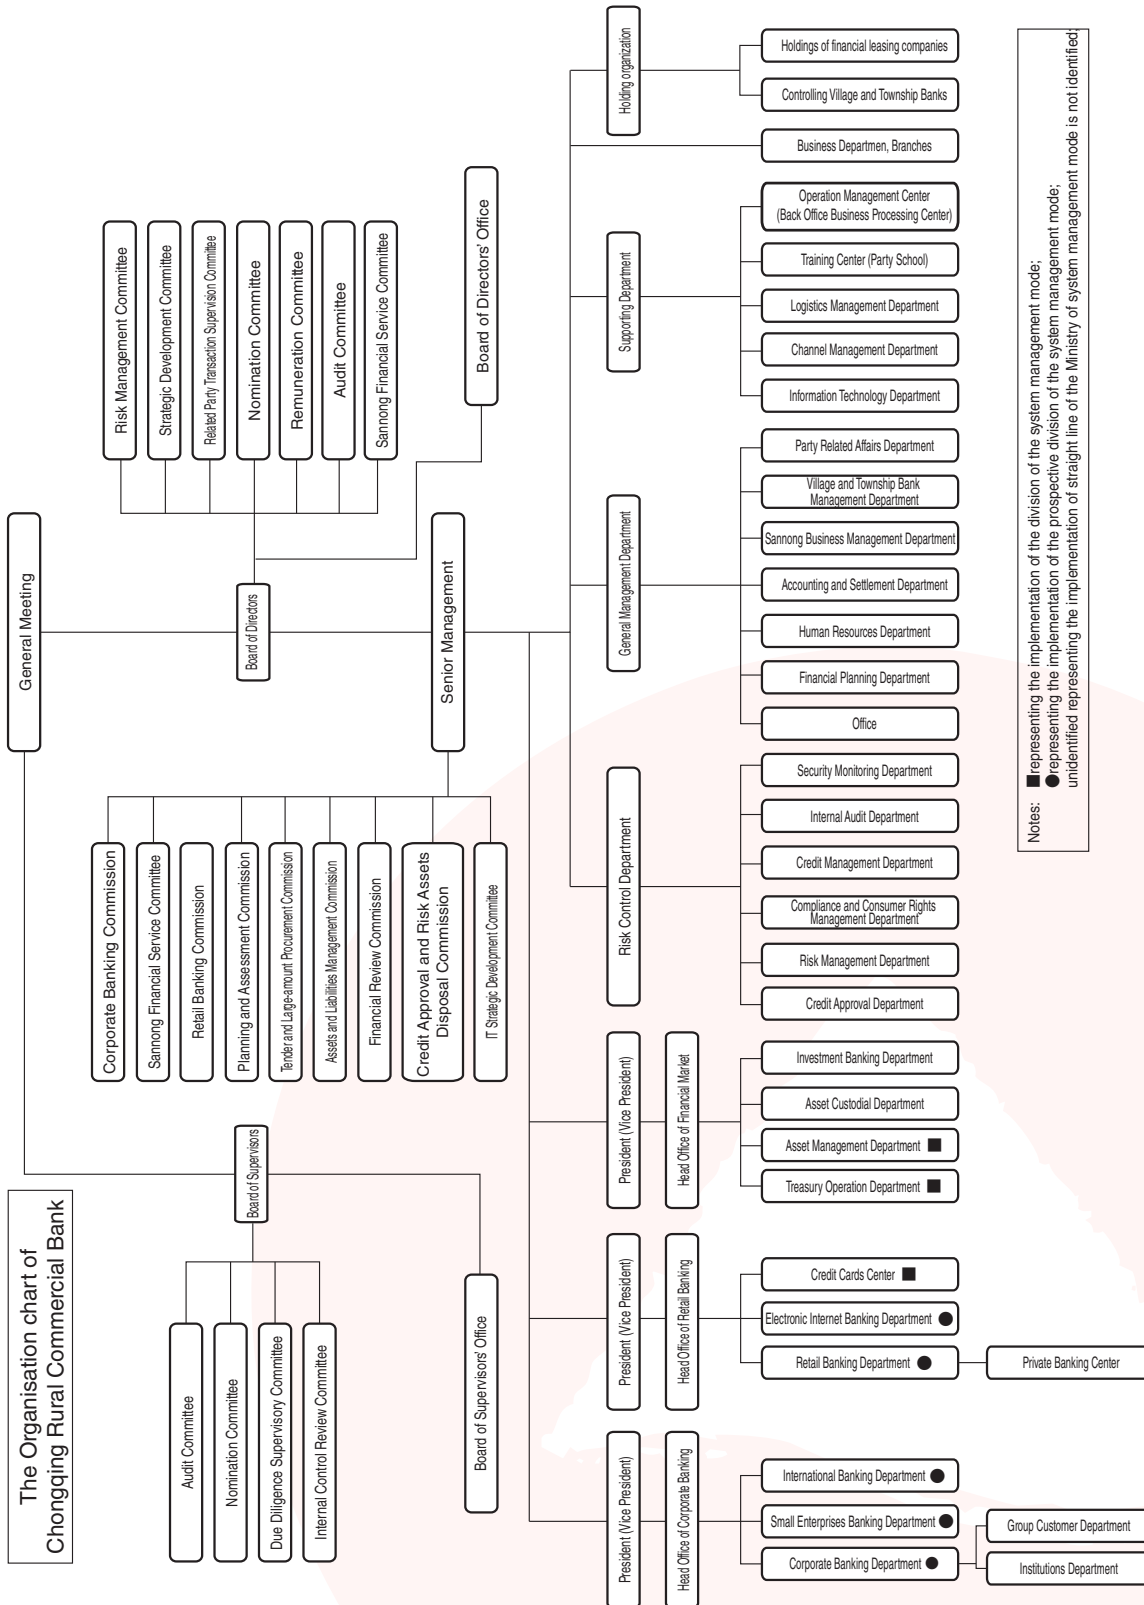 The Organisation chart of
Chongqing Rural Commercial Bank
General Meeting
Board of Supervisors
Audit Committee
Nomination Committee
Due Diligence Supervisory Committee
Internal Control Review Committee
Board of Supervisors' Office
Board of Directors
Risk Management Committee
Strategic Development Committee
Related Party Transaction Supervision Committee
Nomination Committee
Remuneration Committee
Audit Committee
Sannong Financial Service Committee
Board of Directors' Office
Senior Management
Corporate Banking Commission
Sannong Financial Service Committee
Retail Banking Commission
Planning and Assessment Commission
Tender and Large-amount Procurement Commission
Assets and Liabilities Management Commission
Financial Review Commission
Credit Approval and Risk Assets
Disposal Commission
IT Strategic Development Committee
President (Vice President)
Head Office of Corporate Banking
Corporate Banking Department ●
Small Enterprises Banking Department ●
International Banking Department ●
Institutions Department
Group Customer Department
President (Vice President)
Head Office of Retail Banking
Retail Banking Department ●
Electronic Internet Banking Department ●
Credit Cards Center ■
Private Banking Center
President (Vice President)
Head Office of Financial Market
Treasury Operation Department ■
Asset Management Department ■
Asset Custodial Department
Investment Banking Department
Risk Control Department
Credit Approval Department
Risk Management Department
Compliance and Consumer Rights
Management Department
Credit Management Department
Internal Audit Department
Security Monitoring Department
General Management Department
Office
Financial Planning Department
Human Resources Department
Accounting and Settlement Department
Sannong Business Management Department
Village and Township Bank
Management Department
Party Related Affairs Department
Supporting Department
Information Technology Department
Channel Management Department
Logistics Management Department
Training Center (Party School)
Operation Management Center
(Back Office Business Processing Center)
Business Departmen, Branches
Holding organization
Controlling Village and Township Banks
Holdings of financial leasing companies
Notes: ■representing the implementation of the division of the system management mode;
●representing the implementation of the prospective division of the system management mode;
unidentified representing the implementation of straight line of the Ministry of system management mode is not identified;